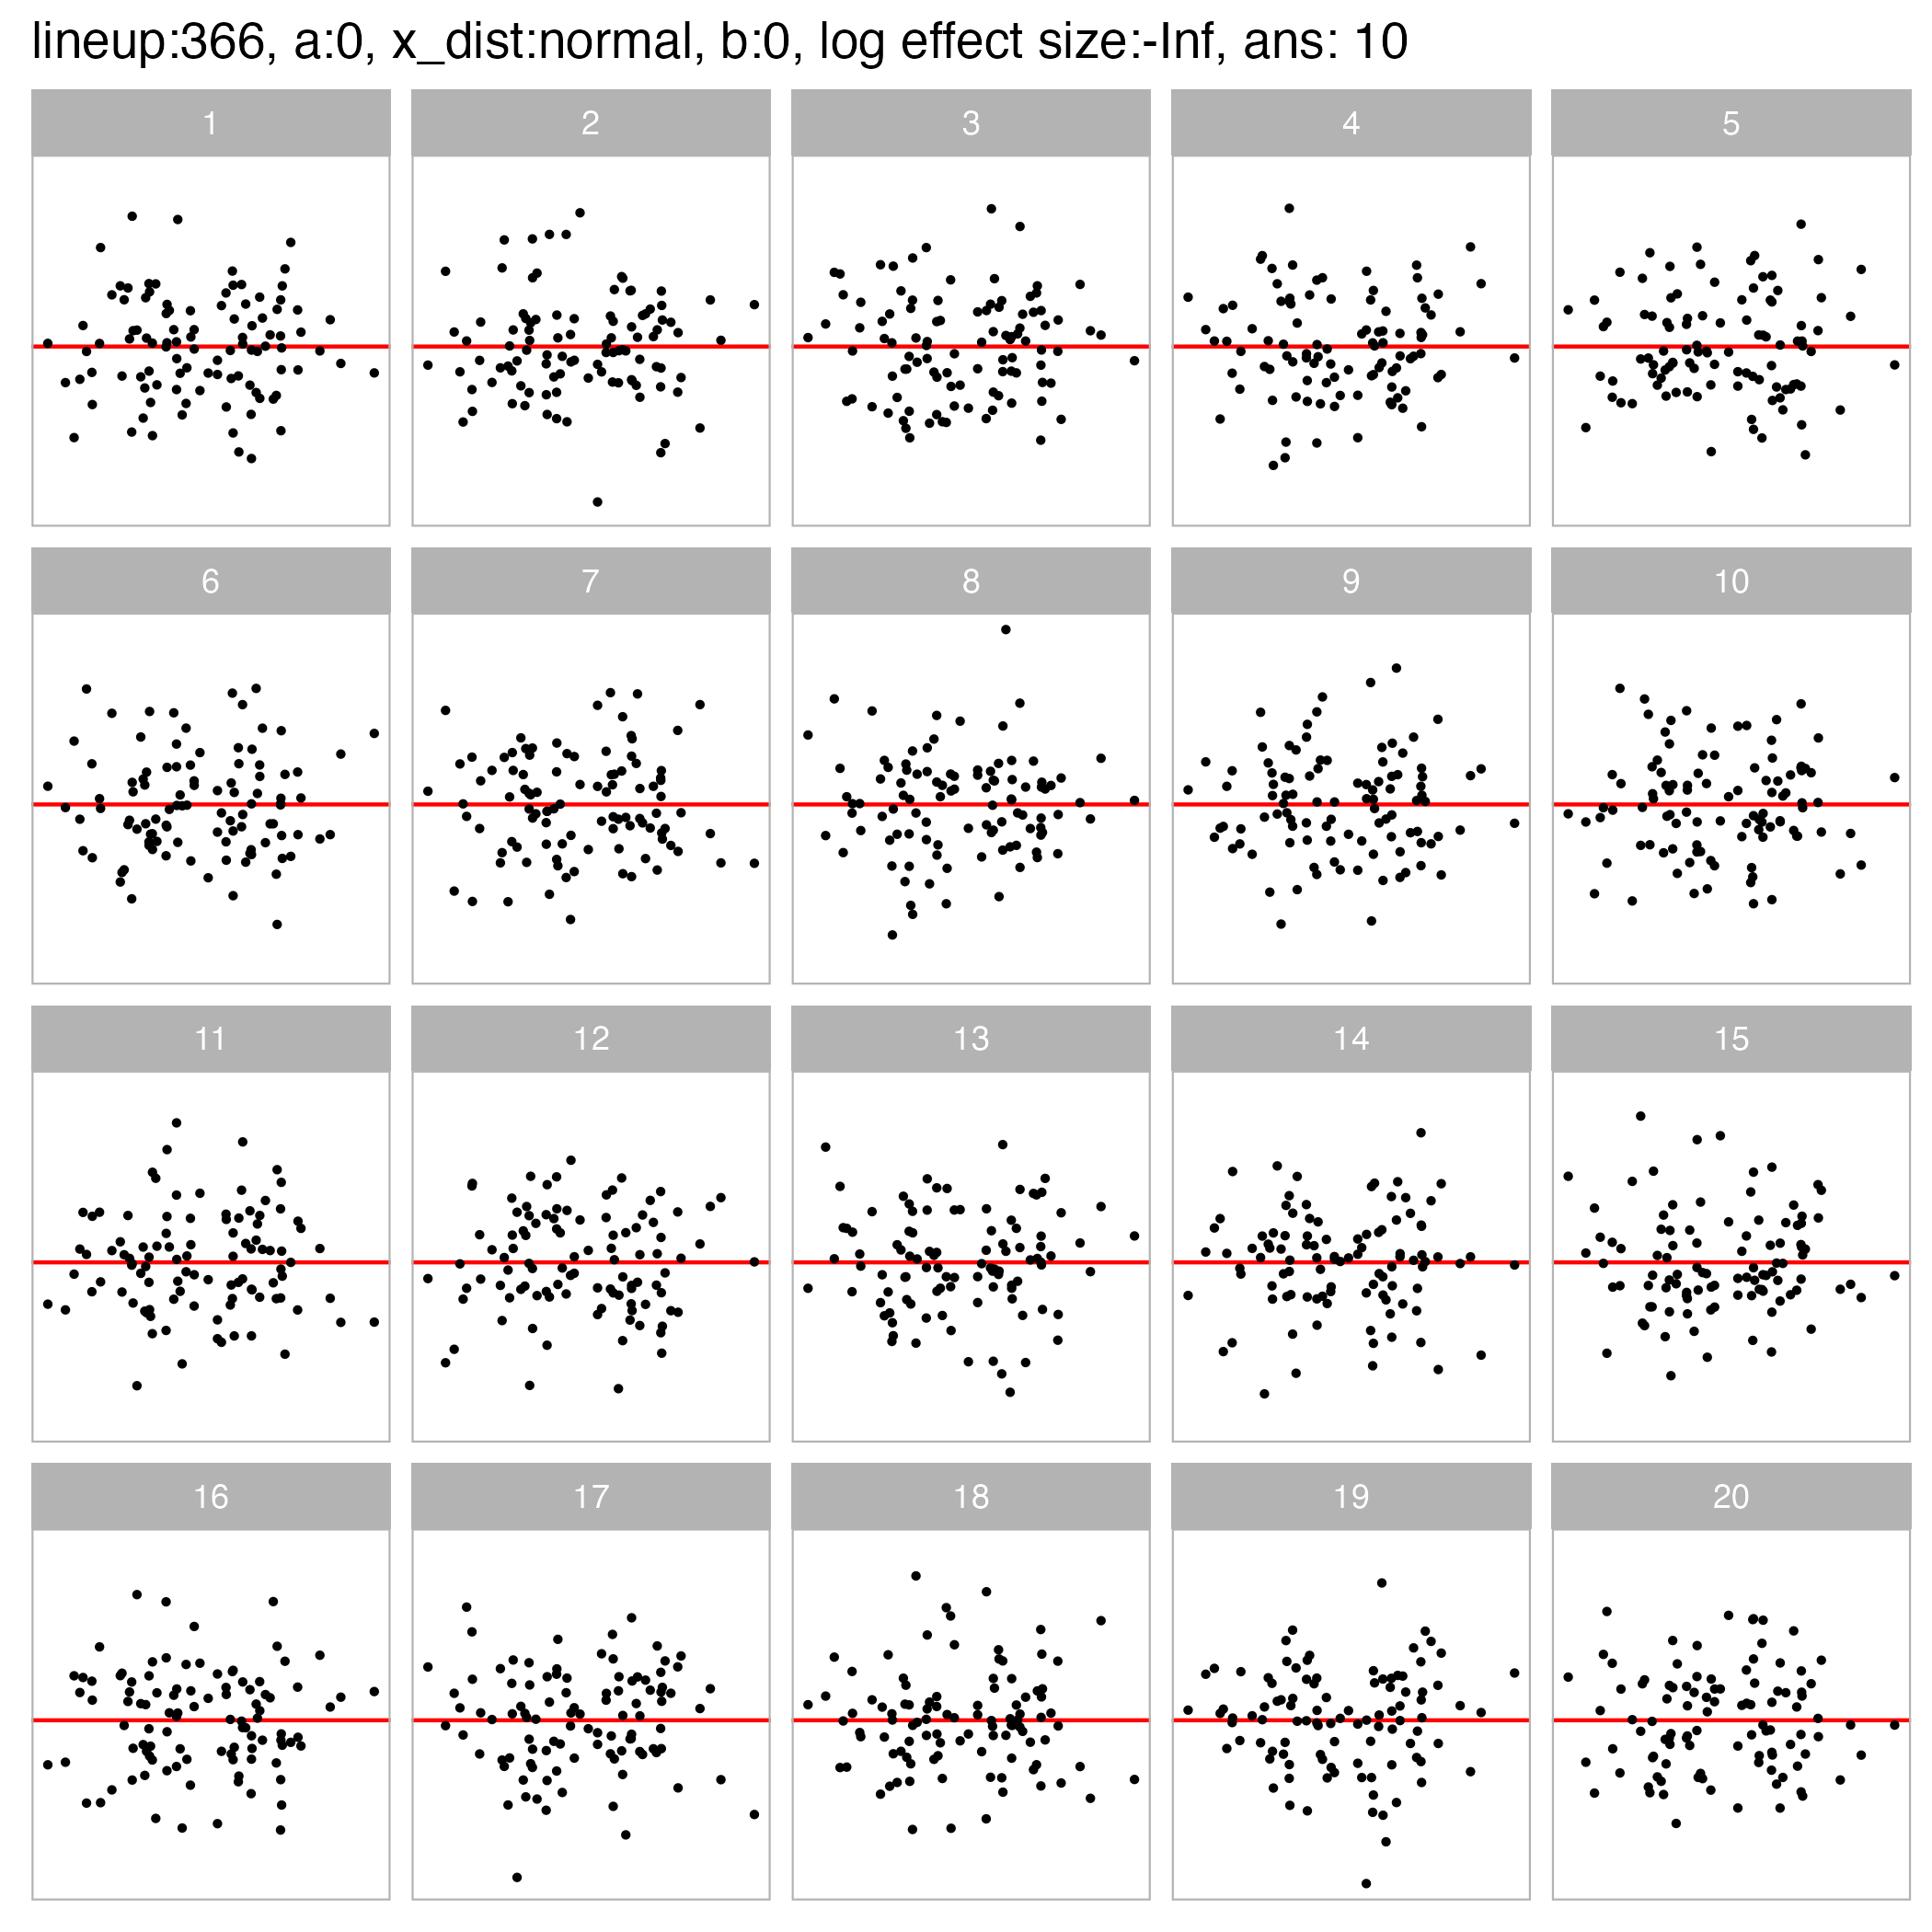 lineup:366, a:0, x_dist:normal, b:0, log effect size:-Inf, ans: 10
1 2 3 4 5
6 7 8 9 10
11 12 13 14 15
16 17 18 19 20